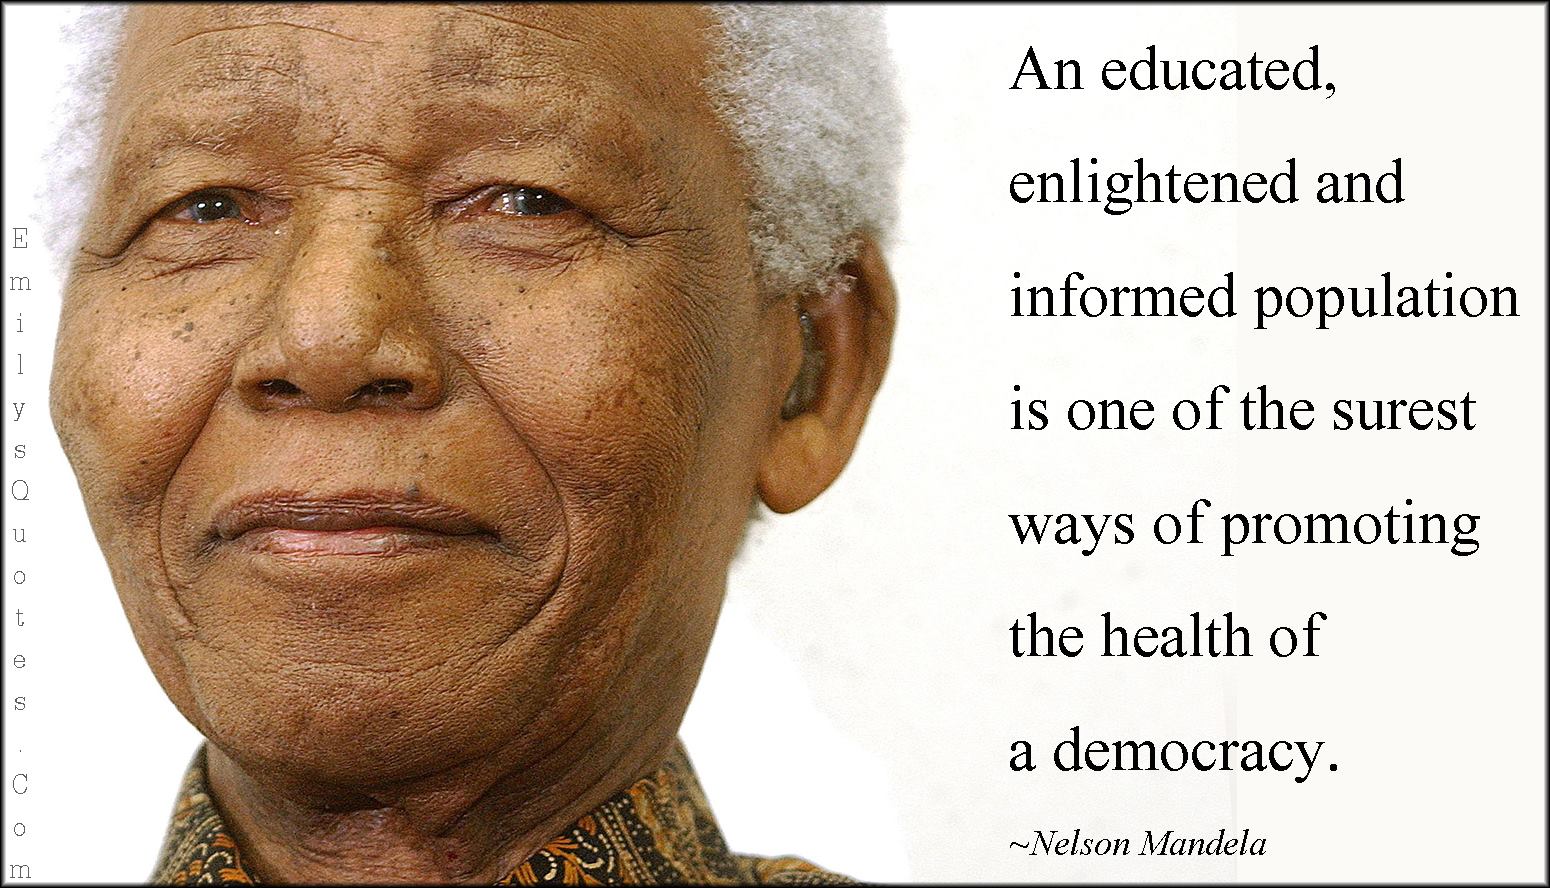 An educated,
enlightened and
informed population
is one of the surest
ways of promoting
the health of
a democracy.
~Nelson Mandela
EmilysQuotes.Com